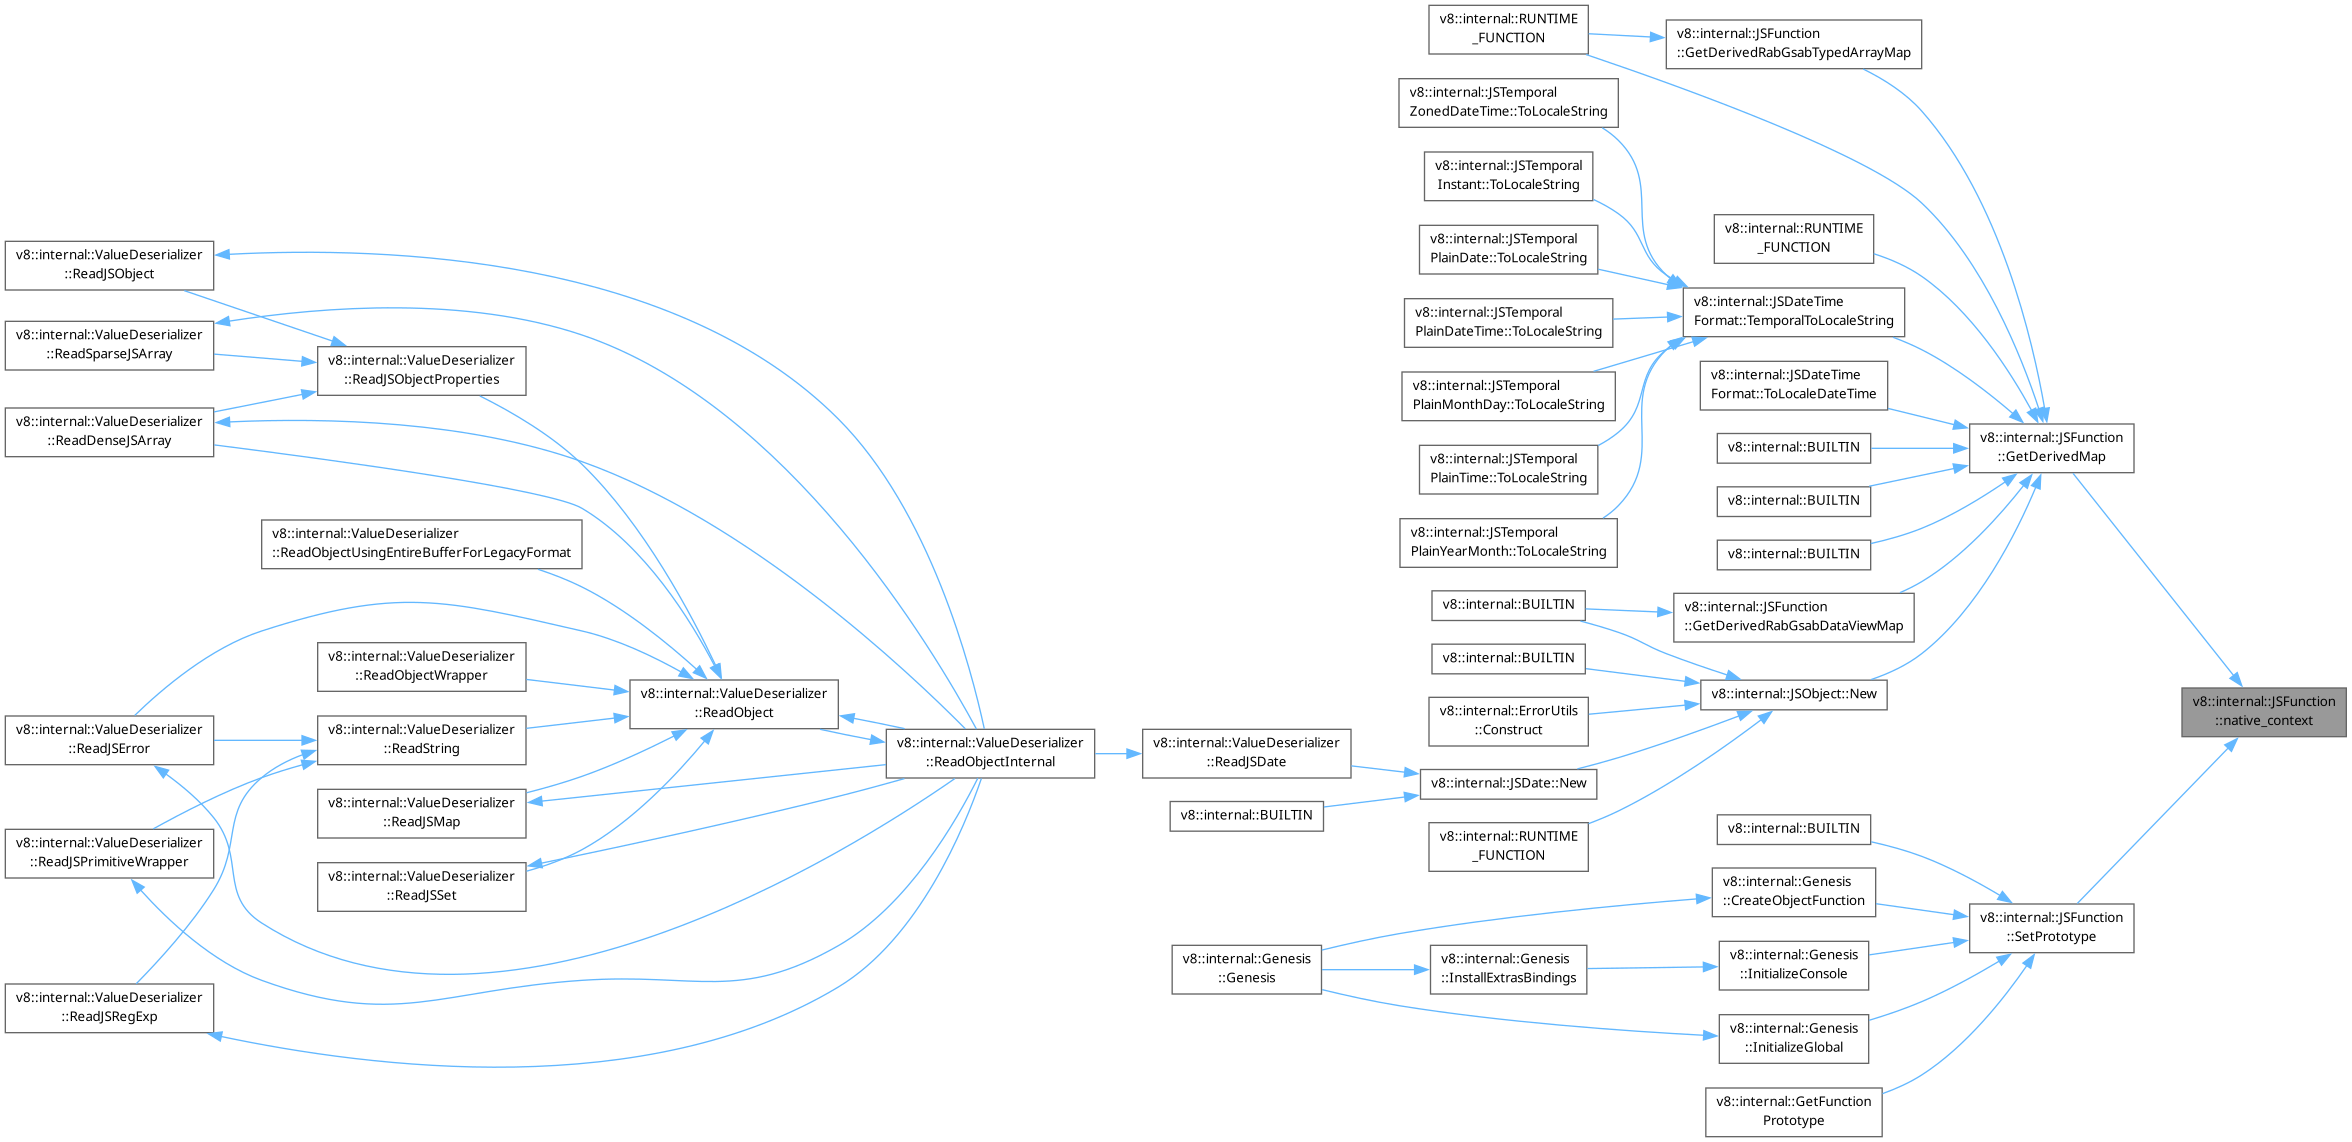 v8::internal::RUNTIME
_FUNCTION
v8::internal::JSFunction
::GetDerivedRabGsabTypedArrayMap
v8::internal::JSTemporal
ZonedDateTime::ToLocaleString
v8::internal::JSTemporal
Instant::ToLocaleString
v8::internal::RUNTIME
_FUNCTION
v8::internal::JSTemporal
PlainDate::ToLocaleString
v8::internal::ValueDeserializer
::ReadJSObject
v8::internal::JSDateTime
Format::TemporalToLocaleString
v8::internal::JSTemporal
PlainDateTime::ToLocaleString
v8::internal::ValueDeserializer
::ReadSparseJSArray
v8::internal::ValueDeserializer
::ReadJSObjectProperties
v8::internal::JSDateTime
Format::ToLocaleDateTime
v8::internal::JSTemporal
PlainMonthDay::ToLocaleString
v8::internal::ValueDeserializer
::ReadDenseJSArray
v8::internal::JSFunction
::GetDerivedMap
v8::internal::BUILTIN
v8::internal::JSTemporal
PlainTime::ToLocaleString
v8::internal::BUILTIN
v8::internal::ValueDeserializer
::ReadObjectUsingEntireBufferForLegacyFormat
v8::internal::JSTemporal
PlainYearMonth::ToLocaleString
v8::internal::BUILTIN
v8::internal::BUILTIN
v8::internal::JSFunction
::GetDerivedRabGsabDataViewMap
v8::internal::ValueDeserializer
::ReadObjectWrapper
v8::internal::BUILTIN
v8::internal::ValueDeserializer
::ReadObject
v8::internal::JSObject::New
v8::internal::JSFunction
::native_context
v8::internal::ErrorUtils
::Construct
v8::internal::ValueDeserializer
::ReadJSError
v8::internal::ValueDeserializer
::ReadString
v8::internal::ValueDeserializer
::ReadObjectInternal
v8::internal::ValueDeserializer
::ReadJSDate
v8::internal::JSDate::New
v8::internal::ValueDeserializer
::ReadJSMap
v8::internal::BUILTIN
v8::internal::RUNTIME
_FUNCTION
v8::internal::BUILTIN
v8::internal::ValueDeserializer
::ReadJSPrimitiveWrapper
v8::internal::ValueDeserializer
::ReadJSSet
v8::internal::Genesis
::CreateObjectFunction
v8::internal::JSFunction
::SetPrototype
v8::internal::Genesis
::Genesis
v8::internal::Genesis
::InstallExtrasBindings
v8::internal::Genesis
::InitializeConsole
v8::internal::ValueDeserializer
::ReadJSRegExp
v8::internal::Genesis
::InitializeGlobal
v8::internal::GetFunction
Prototype